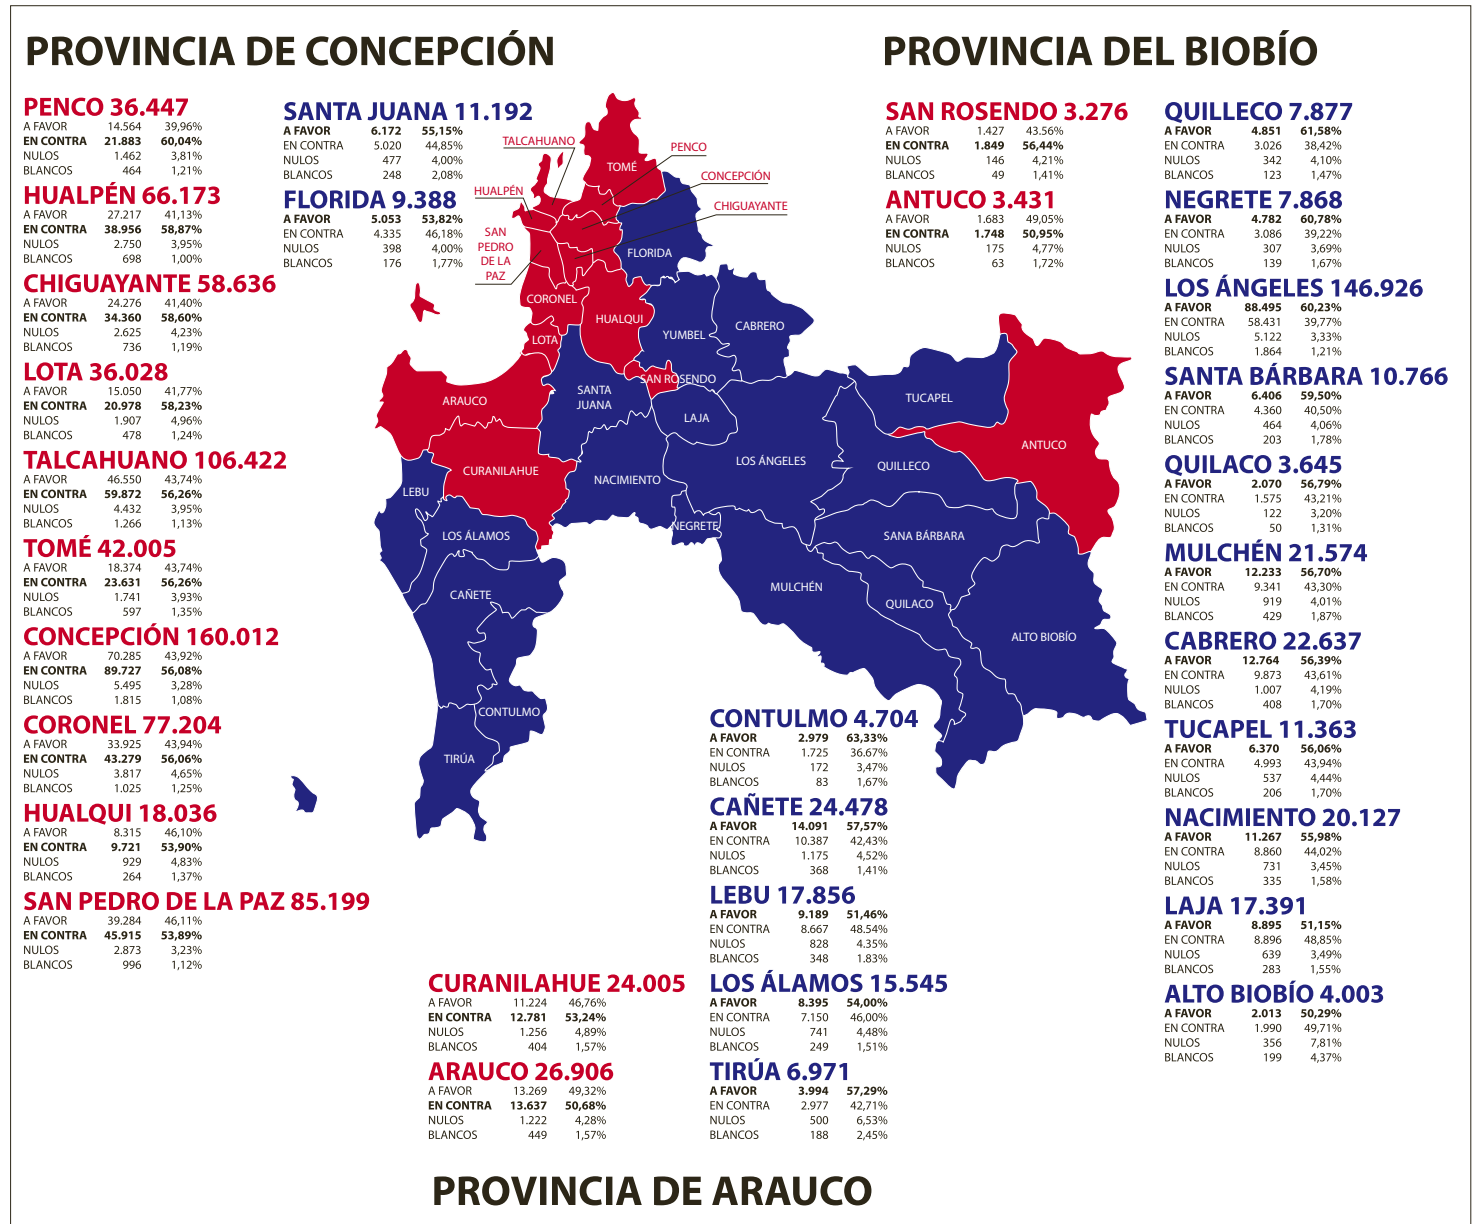 PROVINCIA DE CONCEPCIÓN
PENCO 36.447
A FAVOR 14.564 39,96%
EN CONTRA 21.883 60,04%
NULOS 1.462 3,81%
BLANCOS 464 1,21%
HUALPÉN 66.173
A FAVOR 27.217 41,13%
EN CONTRA 38.956 58,87%
NULOS 2.750 3,95%
BLANCOS 698 1,00%
CHIGUAYANTE 58.636
A FAVOR 24.276 41,40%
EN CONTRA 34.360 58,60%
NULOS 2.625 4,23%
BLANCOS 736 1,19%
LOTA 36.028
A FAVOR 15.050 41,77%
EN CONTRA 20.978 58,23%
NULOS 1.907 4,96%
BLANCOS 478 1,24%
TALCAHUANO 106.422
A FAVOR 46.550 43,74%
EN CONTRA 59.872 56,26%
NULOS 4.432 3,95%
BLANCOS 1.266 1,13%
TOMÉ 42.005
A FAVOR 18.374 43,74%
EN CONTRA 23.631 56,26%
NULOS 1.741 3,93%
BLANCOS 597 1,35%
CONCEPCIÓN 160.012
A FAVOR 70.285 43,92%
EN CONTRA 89.727 56,08%
NULOS 5.495 3,28%
BLANCOS 1.815 1,08%
CORONEL 77.204
A FAVOR 33.925 43,94%
EN CONTRA 43.279 56,06%
NULOS 3.817 4,65%
BLANCOS 1.025 1,25%
HUALQUI 18.036
A FAVOR 8.315 46,10%
EN CONTRA 9.721 53,90%
NULOS 929 4,83%
BLANCOS 264 1,37%
SAN PEDRO DE LA PAZ 85.199
A FAVOR 39.284 46,11%
EN CONTRA 45.915 53,89%
NULOS 2.873 3,23%
BLANCOS 996 1,12%
SANTA JUANA 11.192
A FAVOR 6.172 55,15%
EN CONTRA 5.020 44,85%
NULOS 477 4,00%
BLANCOS 248 2,08%
FLORIDA 9.388
A FAVOR 5.053 53,82%
EN CONTRA 4.335 46,18%
NULOS 398 4,00%
BLANCOS 176 1,77%
TALCAHUANO
TOMÉ
PENCO
CONCEPCIÓN
HUALPÉN
CHIGUAYANTE
SAN
PEDRO
DE LA
PAZ
FLORIDA
CORONEL
HUALQUI
CABRERO
YUMBEL
LOTA
SAN ROSENDO
SANTA
JUANA
ARAUCO
TUCAPEL
LAJA
ANTUCO
LOS ÁNGELES
QUILLECO
CURANILAHUE
NACIMIENTO
LEBU
NEGRETE
LOS ÁLAMOS
SANA BÁRBARA
MULCHÉN
CAÑETE
QUILACO
ALTO BIOBÍO
CONTULMO
TIRÚA
PROVINCIA DEL BIOBÍO
SAN ROSENDO 3.276
A FAVOR 1.427 43.56%
EN CONTRA 1.849 56,44%
NULOS 146 4,21%
BLANCOS 49 1,41%
ANTUCO 3.431
A FAVOR 1.683 49,05%
EN CONTRA 1.748 50,95%
NULOS 175 4,77%
BLANCOS 63 1,72%
QUILLECO 7.877
A FAVOR 4.851 61,58%
EN CONTRA 3.026 38,42%
NULOS 342 4,10%
BLANCOS 123 1,47%
NEGRETE 7.868
A FAVOR 4.782 60,78%
EN CONTRA 3.086 39,22%
NULOS 307 3,69%
BLANCOS 139 1,67%
LOS ÁNGELES 146.926
A FAVOR 88.495 60,23%
EN CONTRA 58.431 39,77%
NULOS 5.122 3,33%
BLANCOS 1.864 1,21%
SANTA BÁRBARA 10.766
A FAVOR 6.406 59,50%
EN CONTRA 4.360 40,50%
NULOS 464 4,06%
BLANCOS 203 1,78%
QUILACO 3.645
A FAVOR 2.070 56,79%
EN CONTRA 1.575 43,21%
NULOS 122 3,20%
BLANCOS 50 1,31%
MULCHÉN 21.574
A FAVOR 12.233 56,70%
EN CONTRA 9.341 43,30%
NULOS 919 4,01%
BLANCOS 429 1,87%
CABRERO 22.637
A FAVOR 12.764 56,39%
EN CONTRA 9.873 43,61%
NULOS 1.007 4,19%
BLANCOS 408 1,70%
TUCAPEL 11.363
A FAVOR 6.370 56,06%
EN CONTRA 4.993 43,94%
NULOS 537 4,44%
BLANCOS 206 1,70%
NACIMIENTO 20.127
A FAVOR 11.267 55,98%
EN CONTRA 8.860 44,02%
NULOS 731 3,45%
BLANCOS 335 1,58%
LAJA 17.391
A FAVOR 8.895 51,15%
EN CONTRA 8.896 48,85%
NULOS 639 3,49%
BLANCOS 283 1,55%
ALTO BIOBÍO 4.003
A FAVOR 2.013 50,29%
EN CONTRA 1.990 49,71%
NULOS 356 7,81%
BLANCOS 199 4,37%
CONTULMO 4.704
A FAVOR 2.979 63,33%
EN CONTRA 1.725 36.67%
NULOS 172 3,47%
BLANCOS 83 1,67%
CAÑETE 24.478
A FAVOR 14.091 57,57%
EN CONTRA 10.387 42,43%
NULOS 1.175 4,52%
BLANCOS 368 1,41%
LEBU 17.856
A FAVOR 9.189 51,46%
EN CONTRA 8.667 48.54%
NULOS 828 4.35%
BLANCOS 348 1.83%
CURANILAHUE 24.005
A FAVOR 11.224 46,76%
EN CONTRA 12.781 53,24%
NULOS 1.256 4,89%
BLANCOS 404 1,57%
ARAUCO 26.906
A FAVOR 13.269 49,32%
EN CONTRA 13.637 50,68%
NULOS 1.222 4,28%
BLANCOS 449 1,57%
LOS ÁLAMOS 15.545
A FAVOR 8.395 54,00%
EN CONTRA 7.150 46,00%
NULOS 741 4,48%
BLANCOS 249 1,51%
TIRÚA 6.971
A FAVOR 3.994 57,29%
EN CONTRA 2.977 42,71%
NULOS 500 6,53%
BLANCOS 188 2,45%
PROVINCIA DE ARAUCO